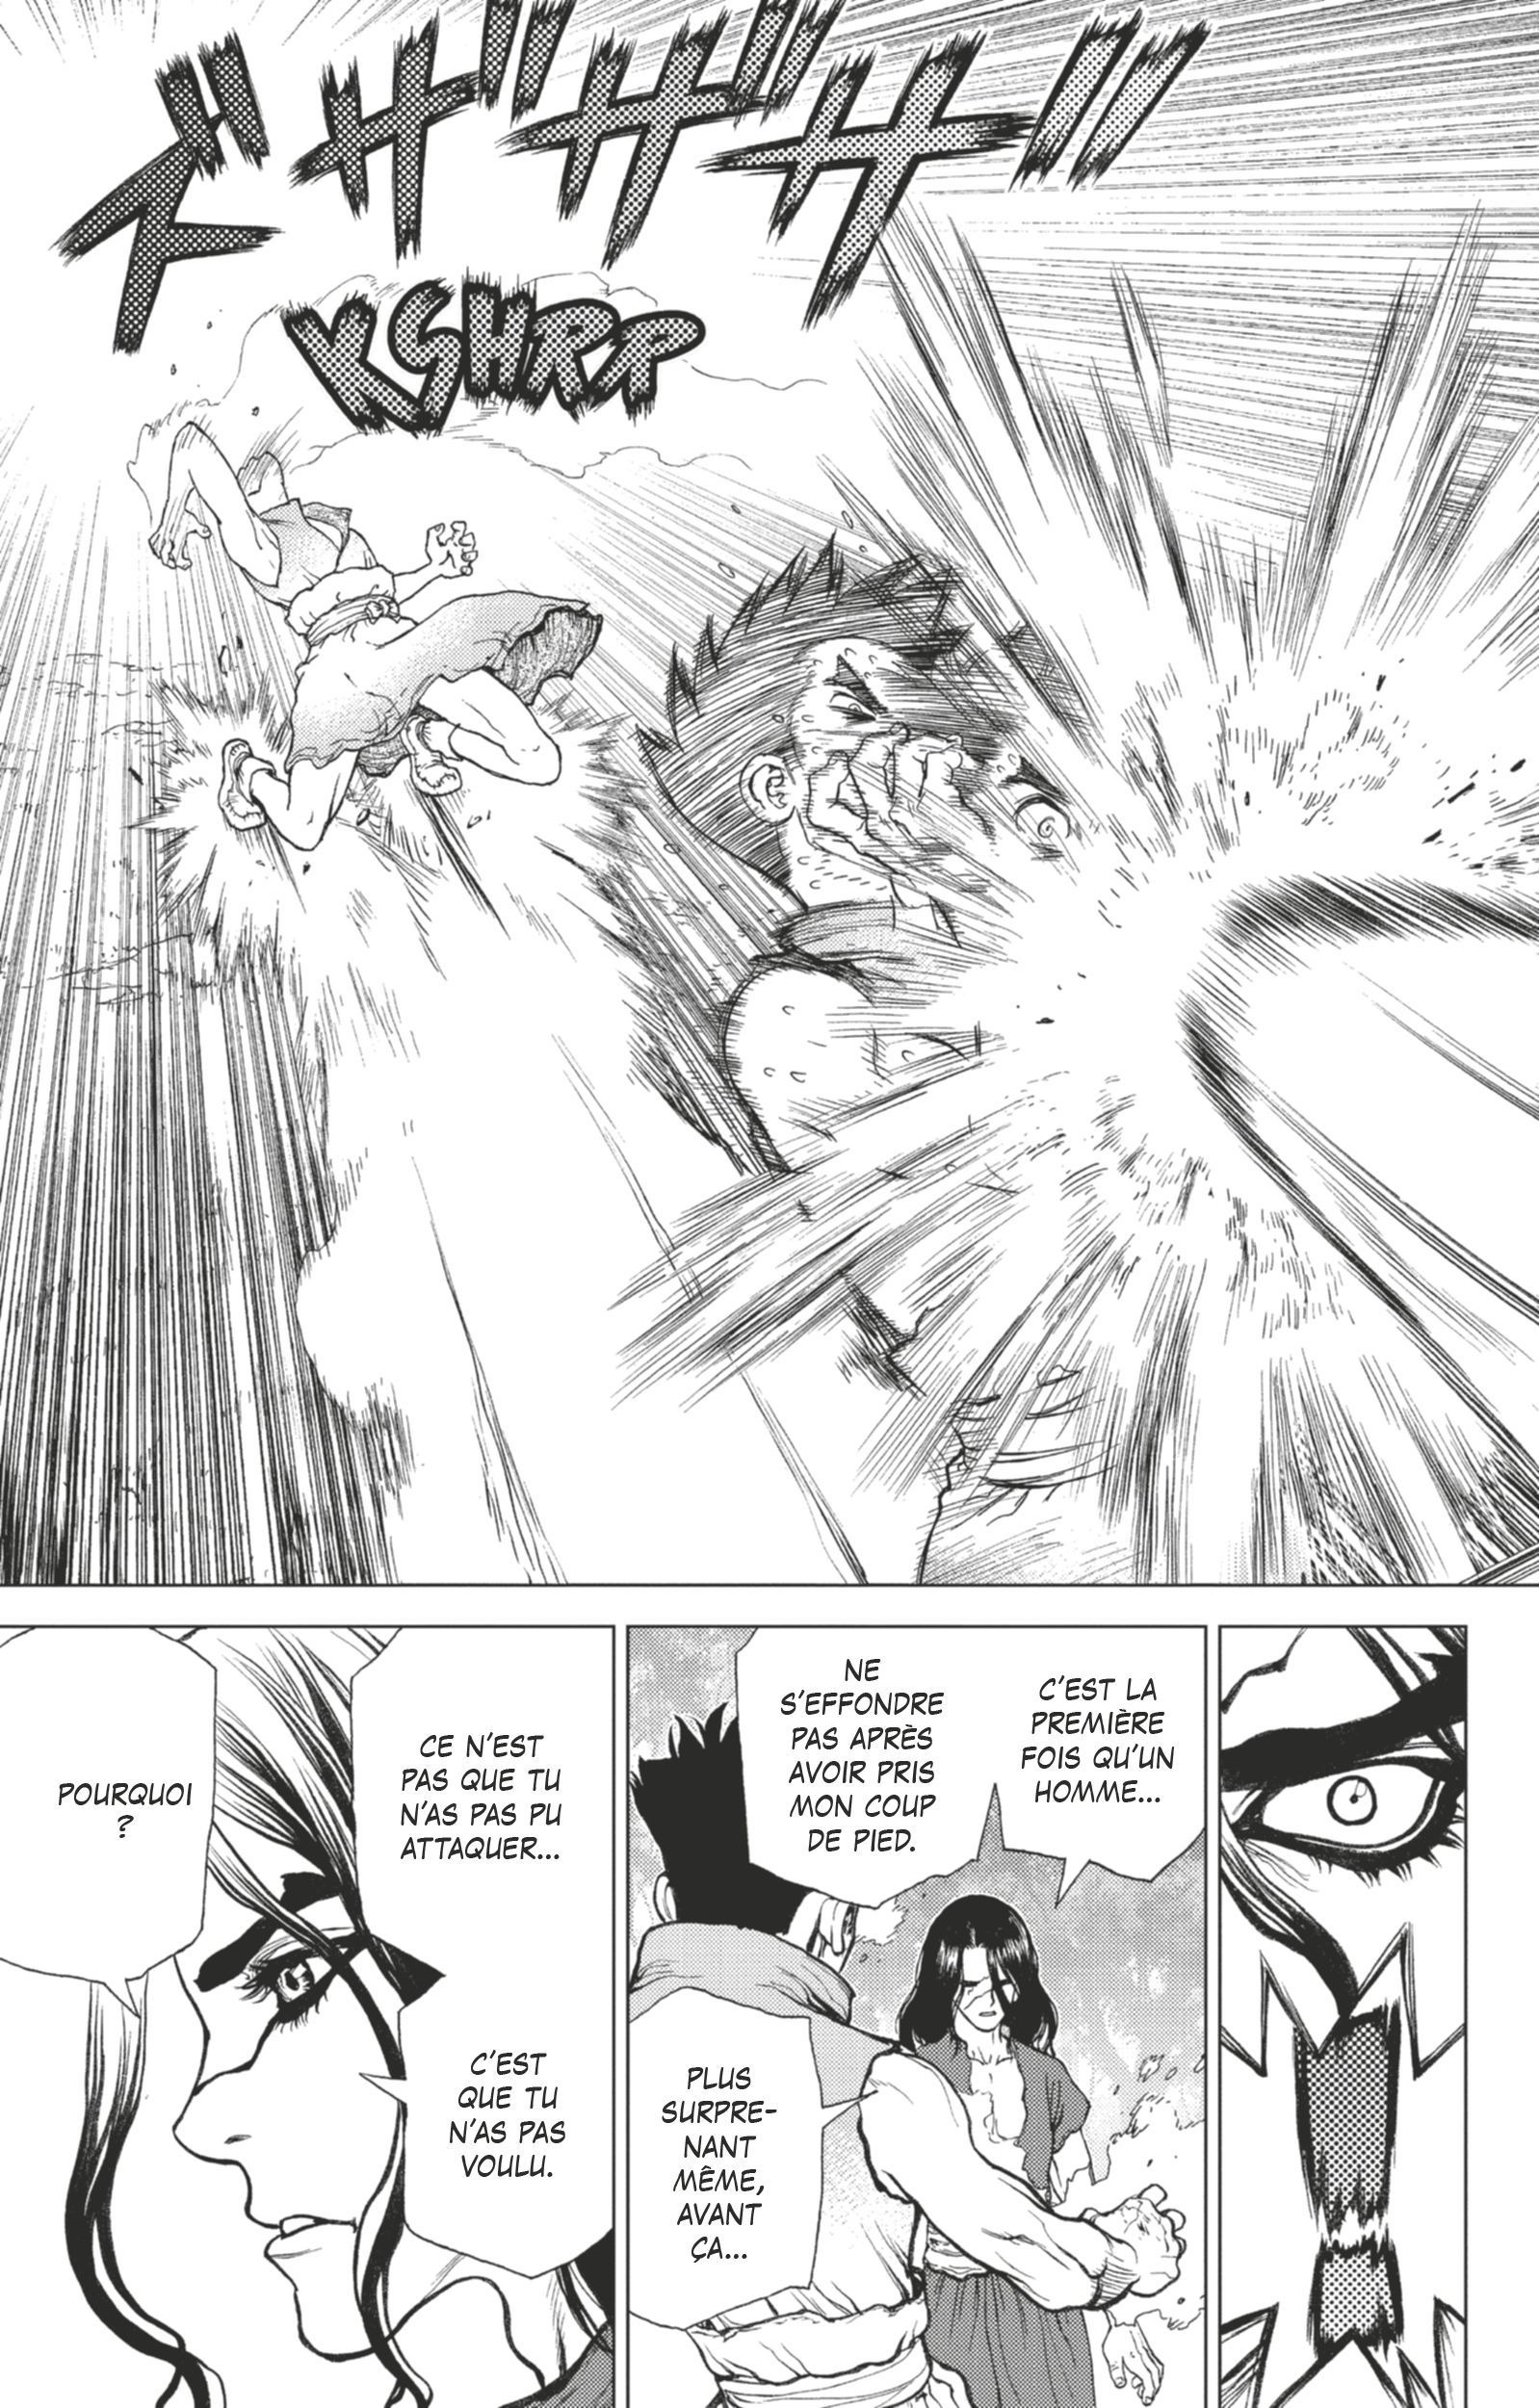 ズザザザ!!
KSHRP
!
C'EST LA
PREMIÈRE
FOIS QU'UN
HOMME...
NE
S'EFFONDRE
PAS APRÈS
AVOIR PRIS
MON COUP
DE PIED.
PLUS
SURPRE-
NANT
MÊME,
AVANT
ÇA...
CE N'EST
PAS QUE TU
N'AS PAS PU
ATTAQUER...
C'EST
QUE TU
N'AS PAS
VOULU.
POURQUOI
?